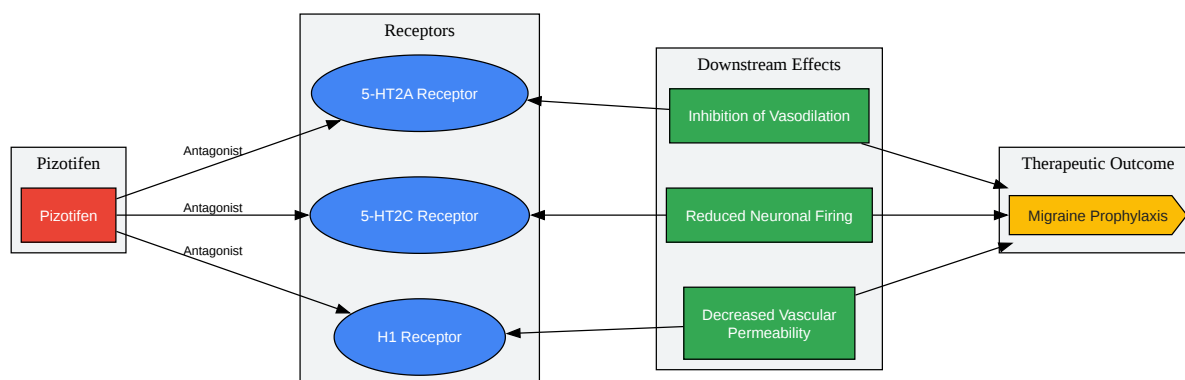 Pizotifen
Pizotifen
Antagonist
Antagonist
Antagonist
Receptors
5-HT2A Receptor
5-HT2C Receptor
H1 Receptor
Downstream Effects
Inhibition of Vasodilation
Reduced Neuronal Firing
Decreased Vascular
Permeability
Therapeutic Outcome
Migraine Prophylaxis